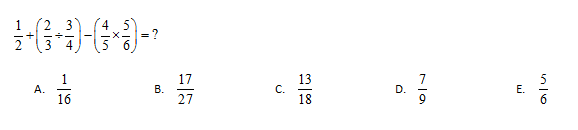 1/2 + (2/3 ÷ 3/4) − (4/5 × 5/6) = ?
A. 1/16 B. 17/27 C. 13/18 D. 7/9 E. 5/6